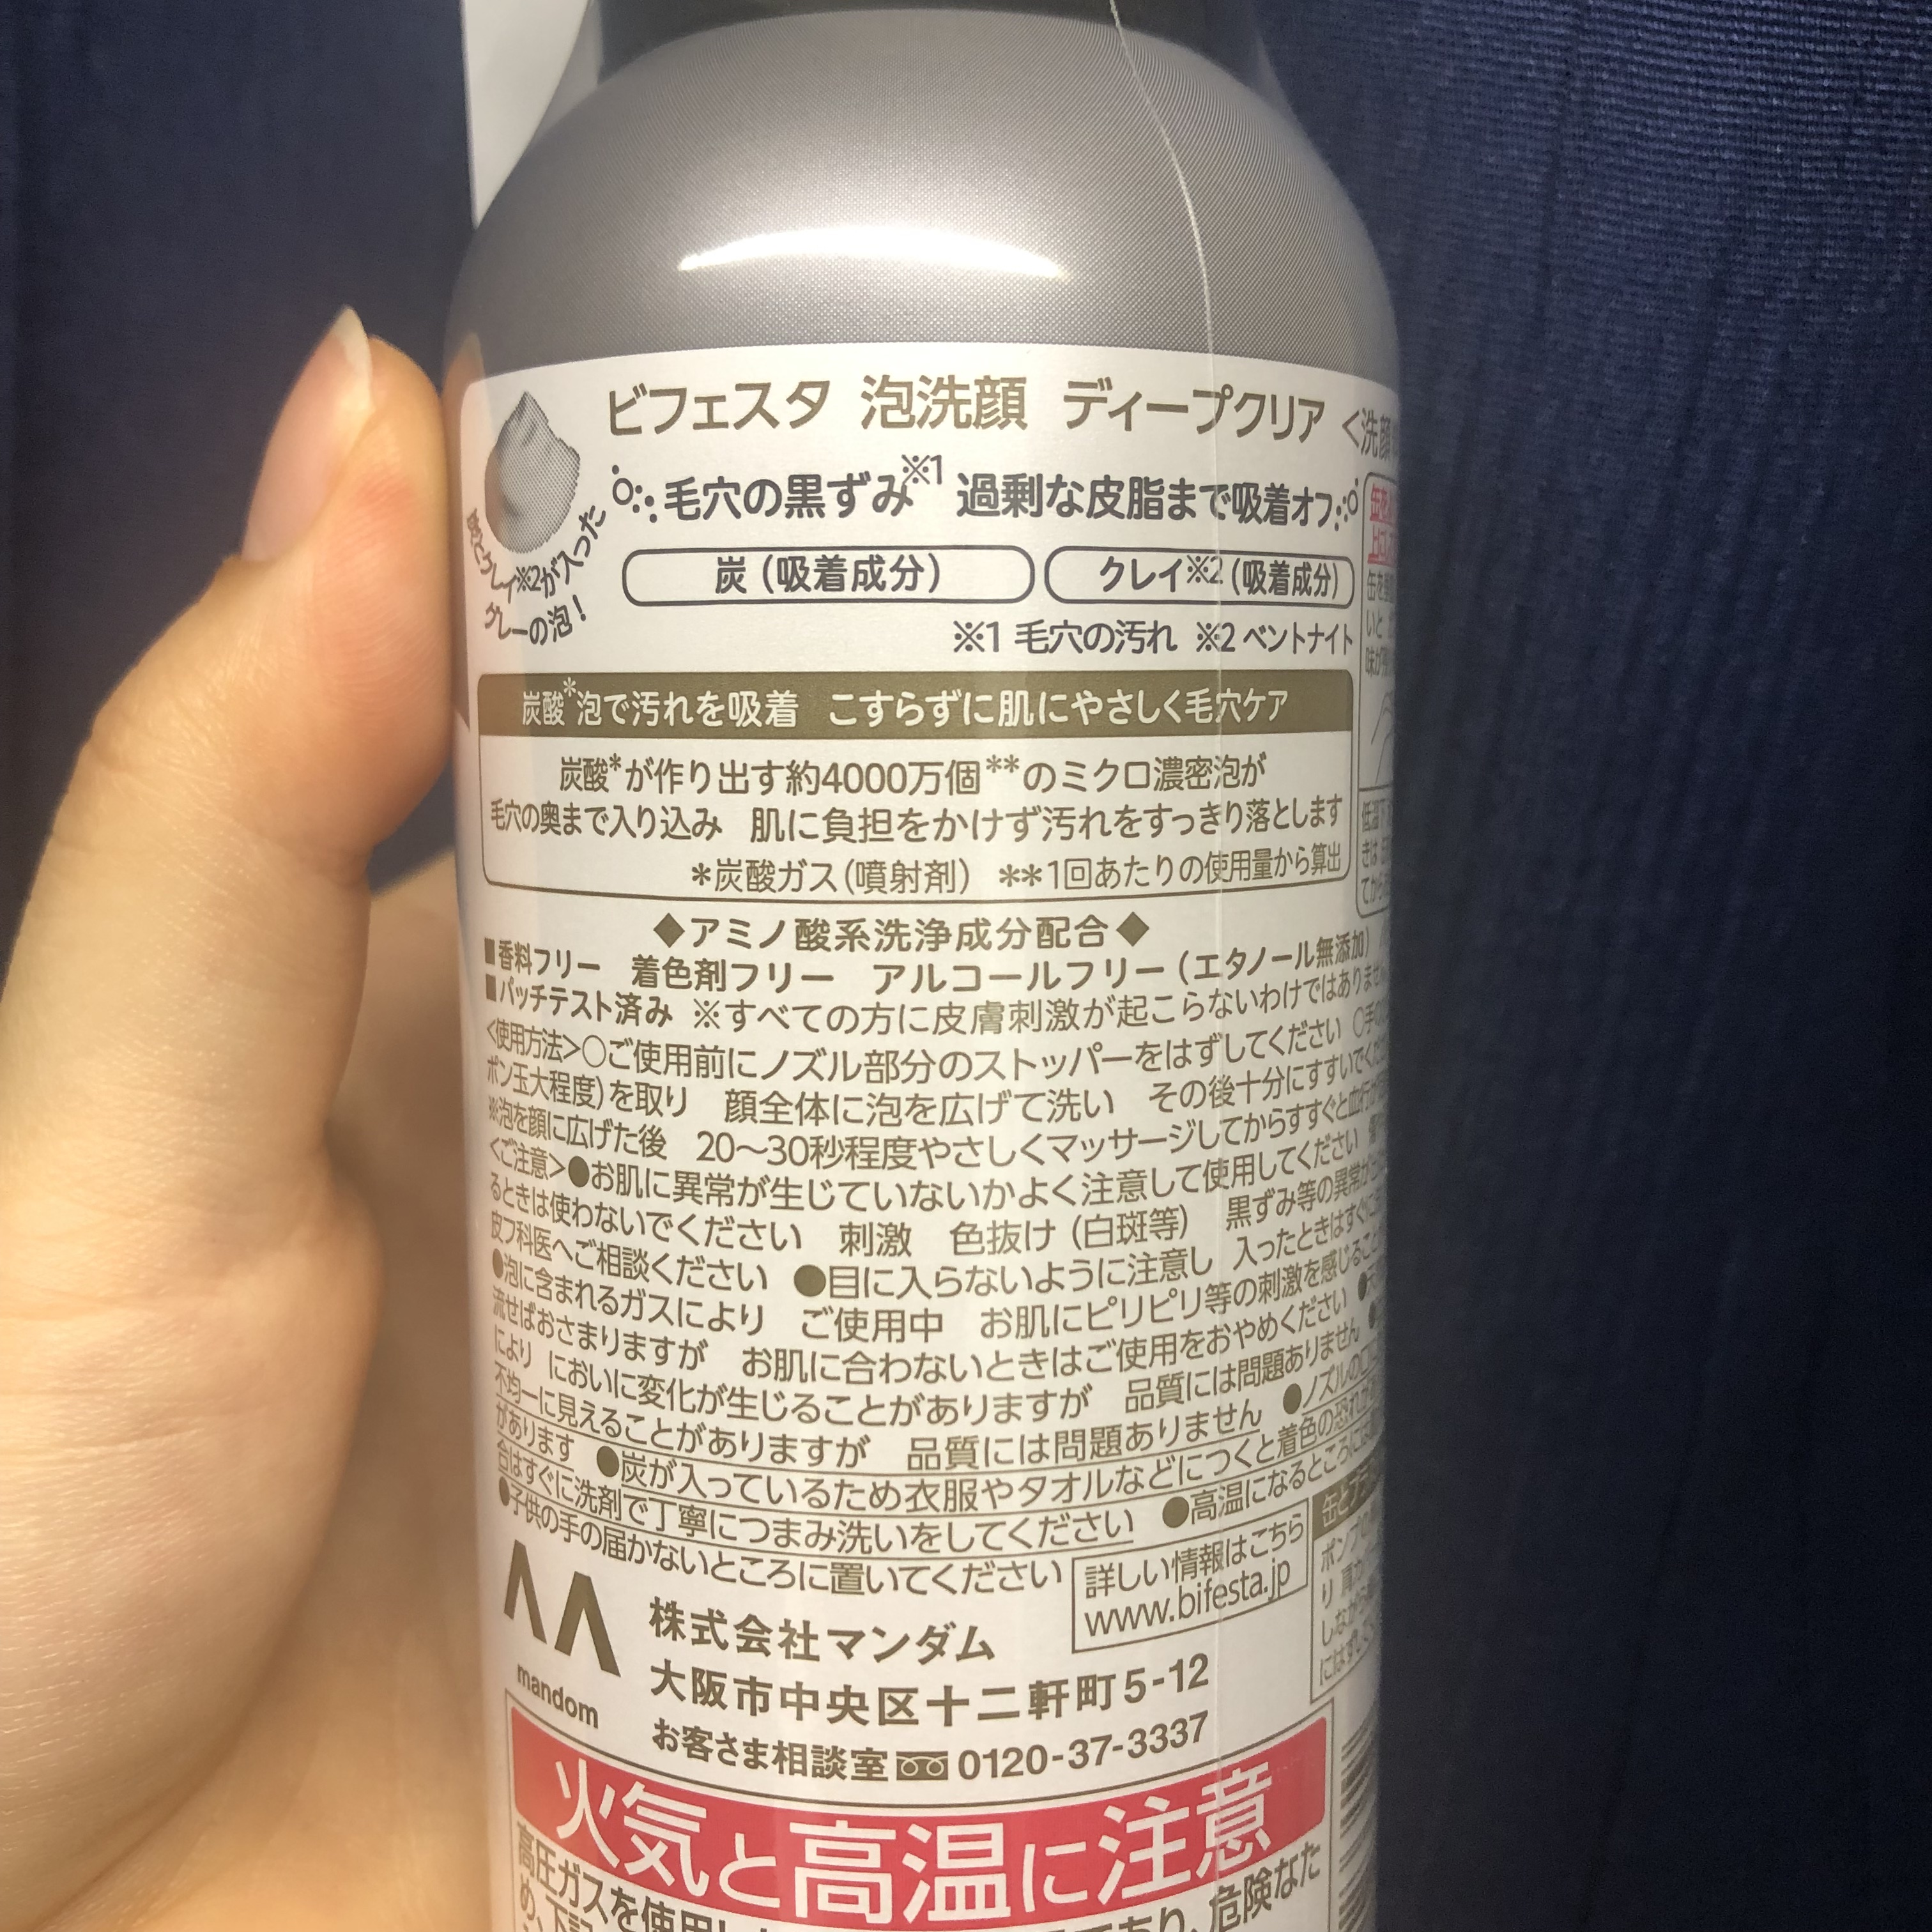 ビフェスタ 泡洗顔 ディープクリア <洗顔
毛穴の黒ずみ※1 過剰な皮脂まで吸着オフ
クレイ※2が入った
グレーの泡！
炭（吸着成分） クレイ※2（吸着成分）
※1 毛穴の汚れ ※2 ベントナイト
炭酸*泡で汚れを吸着 こすらずに肌にやさしく毛穴ケア
炭酸*が作り出す約4000万個**のミクロ濃密泡が
毛穴の奥まで入り込み 肌に負担をかけず汚れをすっきり落とします
*炭酸ガス（噴射剤） **1回あたりの使用量から算出
◆アミノ酸系洗浄成分配合◆
■香料フリー 着色剤フリー アルコールフリー（エタノール無添加）
■パッチテスト済み ※すべての方に皮膚刺激が起こらないわけではありませ
<使用方法>○ご使用前にノズル部分のストッパーをはずしてください ○手の
ポン玉大程度)を取り 顔全体に泡を広げて洗い その後十分にすすいでくだ
※泡を顔に広げた後 20〜30秒程度やさしくマッサージしてからすすぐと血行が
<ご注意>●お肌に異常が生じていないかよく注意して使用してください
るときは使わないでください 刺激 色抜け（白斑等） 黒ずみ等の異常が
皮フ科医へご相談ください ●目に入らないように注意し 入ったときはすぐに
●泡に含まれるガスにより ご使用中 お肌にピリピリ等の刺激を感じること
流せばおさまりますが お肌に合わないときはご使用をおやめください
により においに変化が生じることがありますが 品質には問題ありません
不均一に見えることがありますが 品質には問題ありません ●ノズルの
があります ●炭が入っているため衣服やタオルなどにつくと着色の恐れが
合はすぐに洗剤で丁寧につまみ洗いをしてください ●高温になるところには
●子供の手の届かないところに置いてください
詳しい情報はこちら
www.bifesta.jp
mandom
株式会社マンダム
大阪市中央区十二軒町5-12
お客さま相談室 0120-37-3337
火気と高温に注意
高圧ガスを使用し であり、危険なた
め、下記